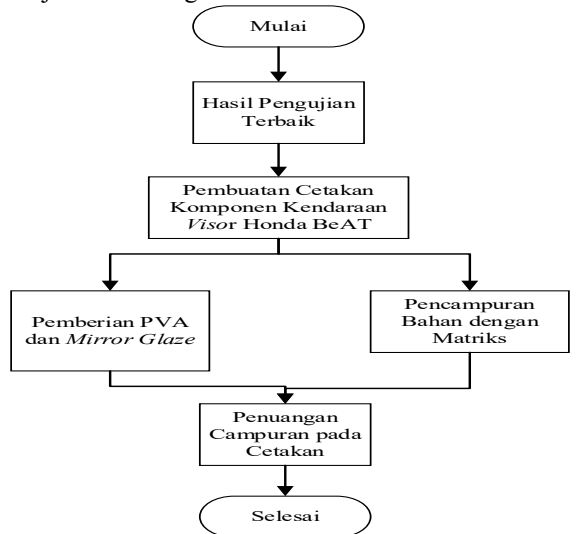 Mulai
Hasil Pengujian
Terbaik
Pembuatan Cetakan
Komponen Kendaraan
Visor Honda BeAT
Pemberian PVA
dan Mirror Glaze
Pencampuran
Bahan dengan
Matriks
Penuangan
Campuran pada
Cetakan
Selesai